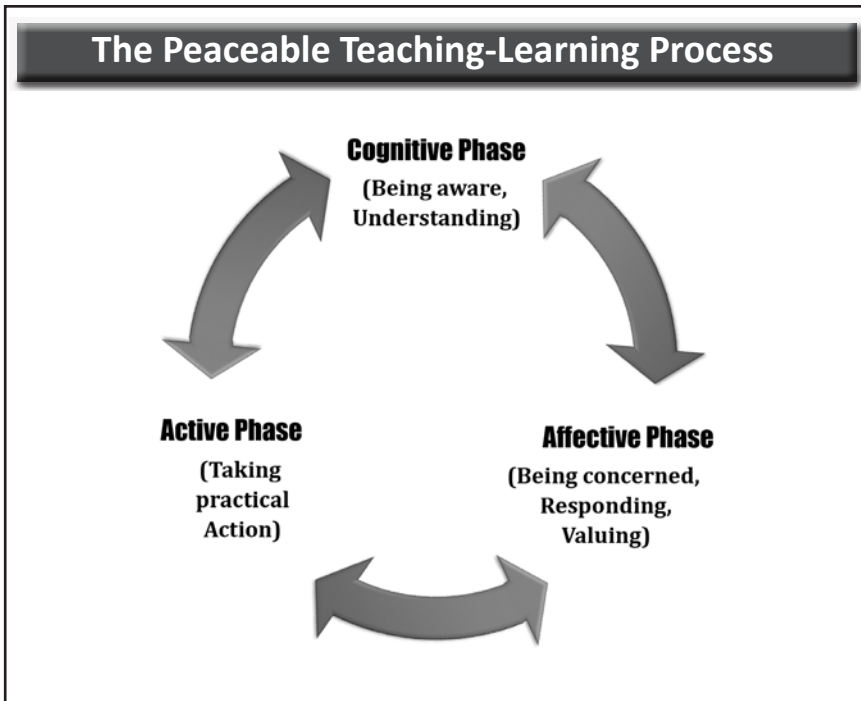 The Peaceable Teaching-Learning Process
Cognitive Phase
(Being aware,
Understanding)
Active Phase
(Taking
practical
Action)
Affective Phase
(Being concerned,
Responding,
Valuing)